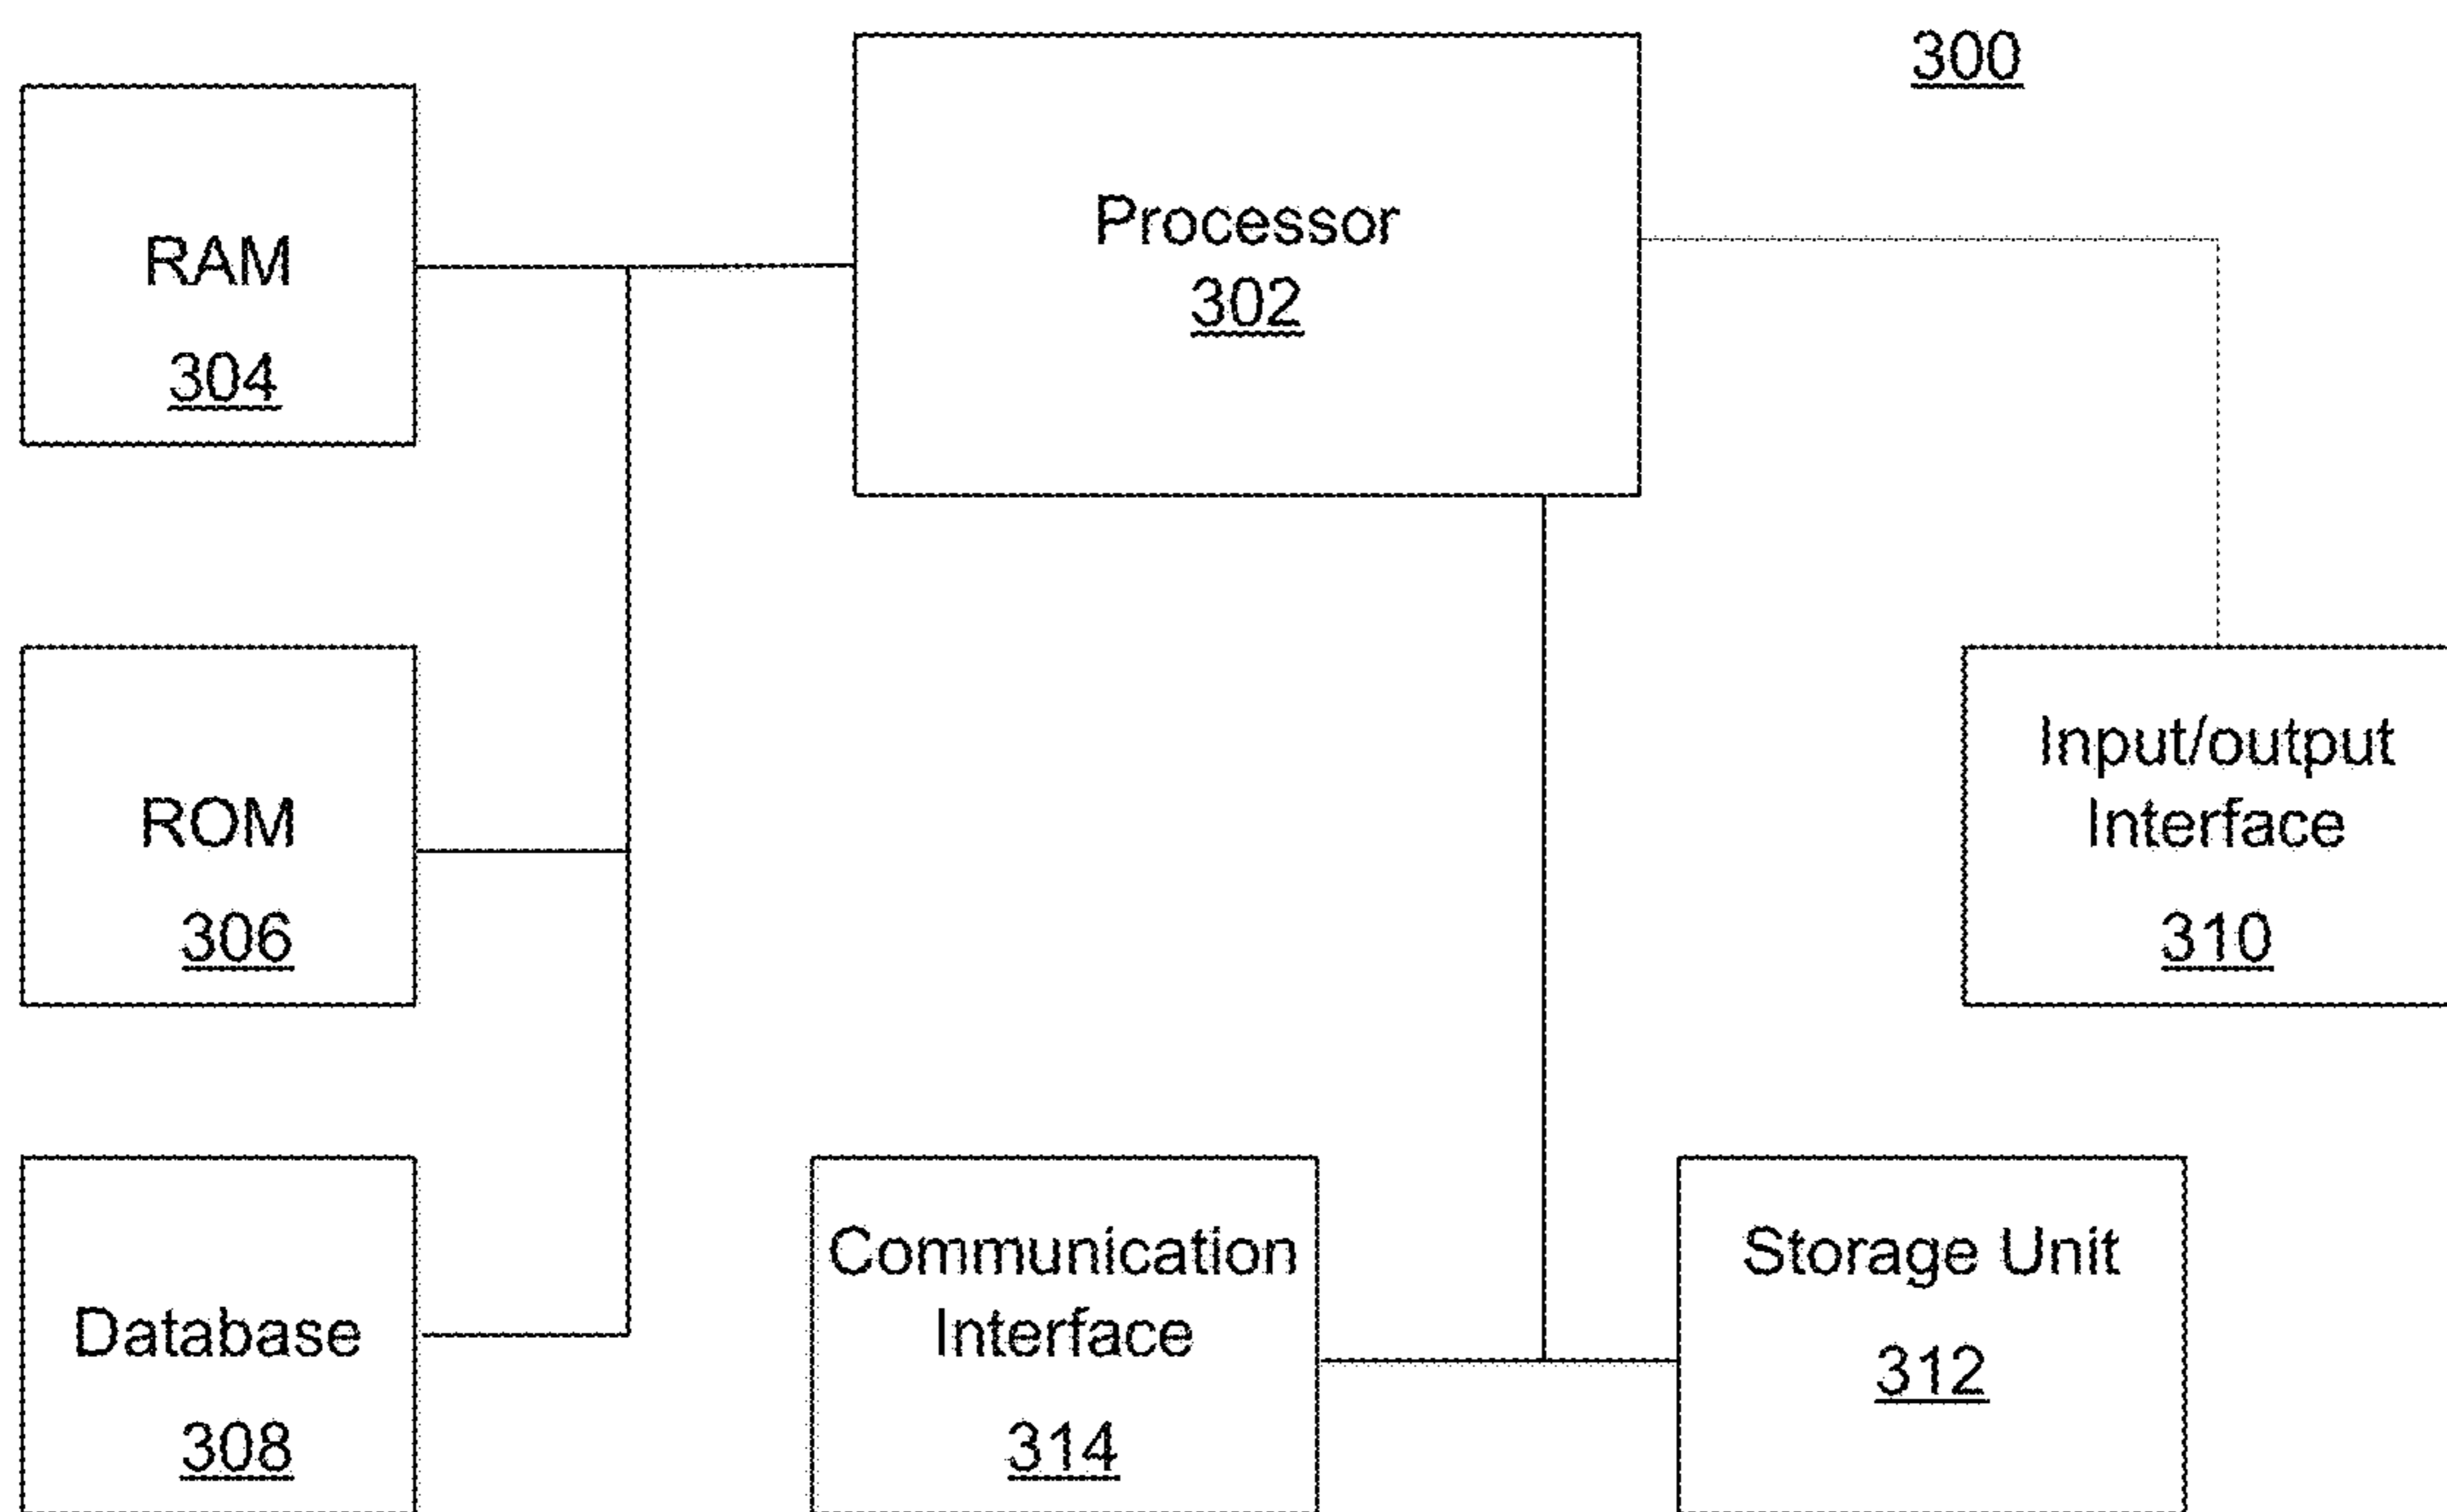 300
Processor
302
RAM
304
ROM
306
Input/output
Interface
310
Database
308
Communication
Interface
314
Storage Unit
312